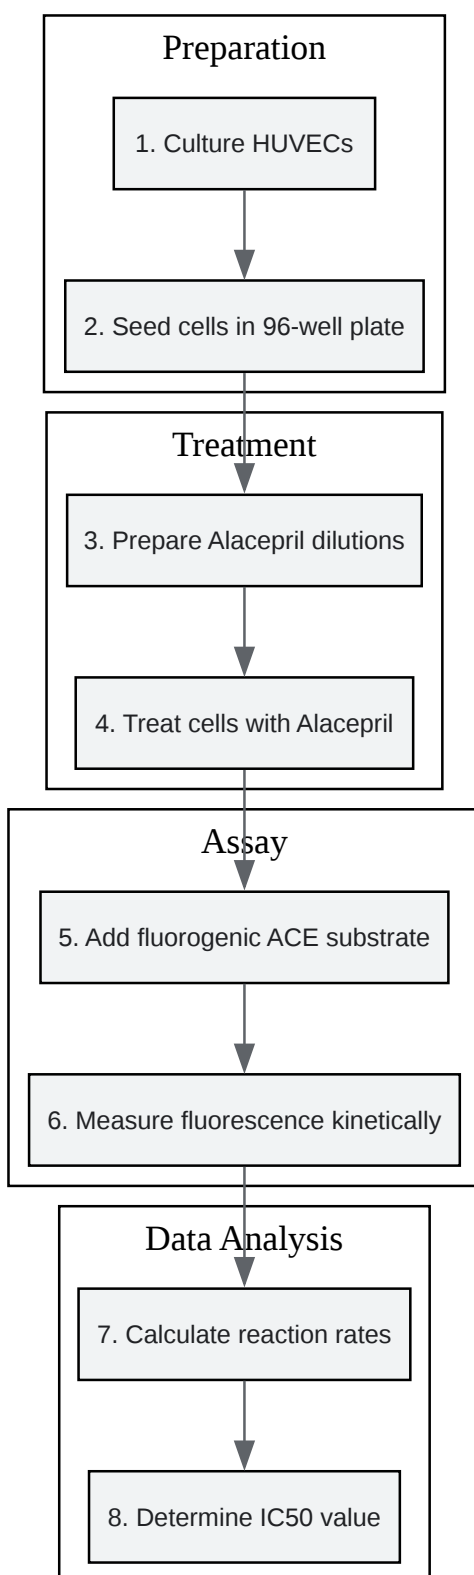 Preparation
1. Culture HUVECs
2. Seed cells in 96-well plate
Treatment
3. Prepare Alacepril dilutions
4. Treat cells with Alacepril
Assay
5. Add fluorogenic ACE substrate
6. Measure fluorescence kinetically
Data Analysis
7. Calculate reaction rates
8. Determine IC50 value